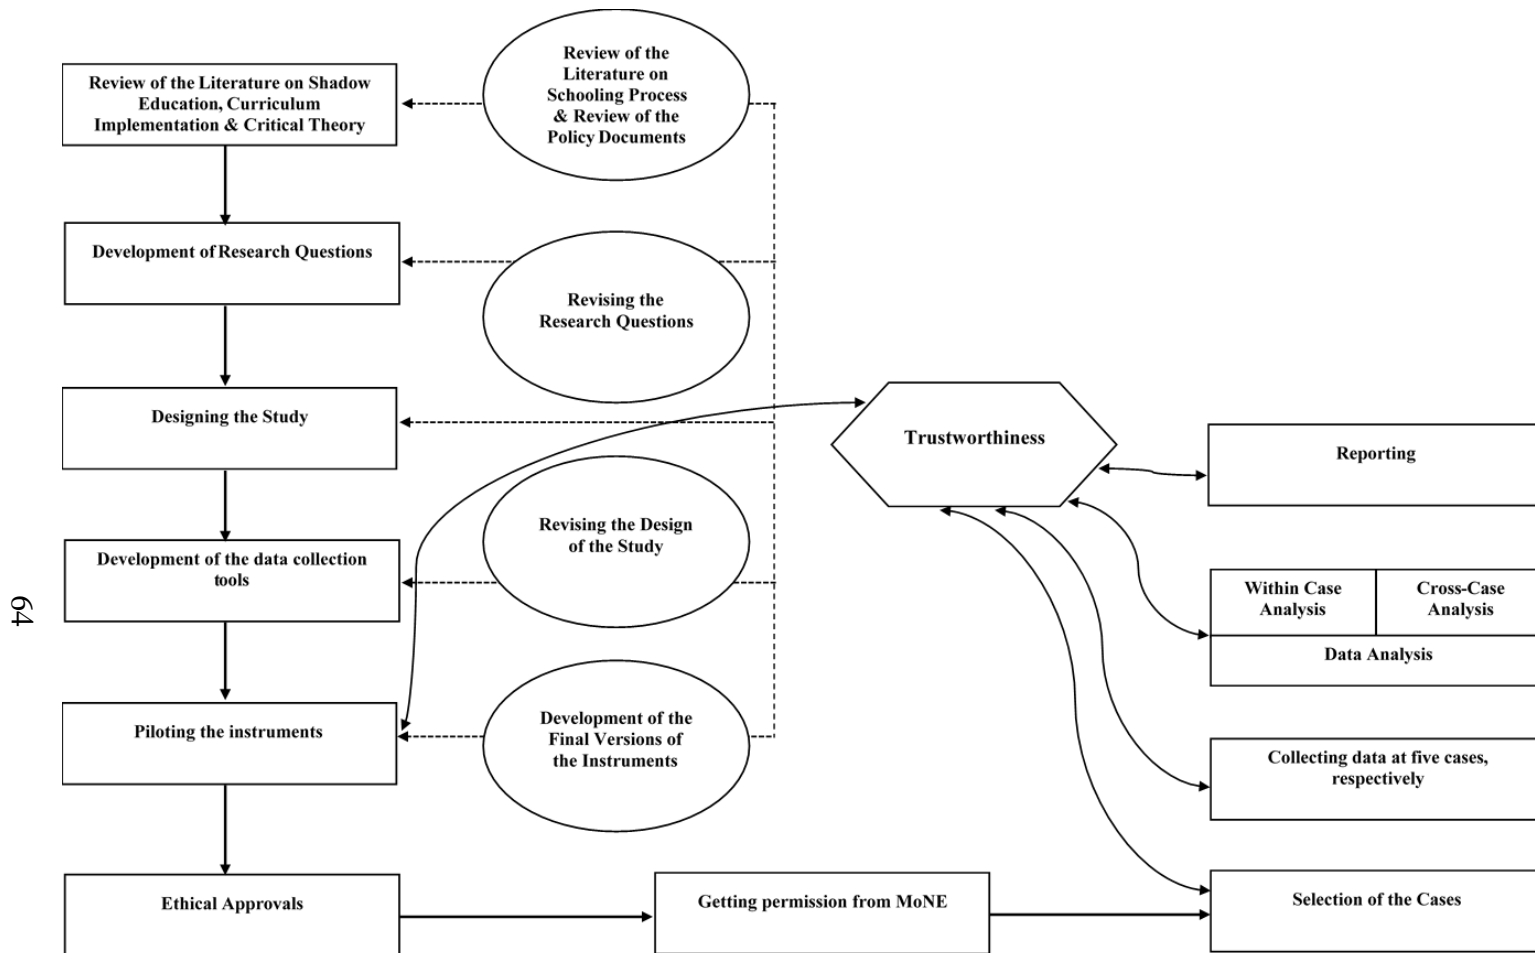 Review of the Literature on Shadow
Education, Curriculum
Implementation & Critical Theory
Review of the
Literature on
Schooling Process
& Review of the
Policy Documents
Development of Research Questions
Revising the
Research Questions
Designing the Study
Trustworthiness
Reporting
Revising the Design
of the Study
Development of the data collection
tools
Within Case
Analysis
Cross-Case
Analysis
Data Analysis
64
Piloting the instruments
Development of the
Final Versions of
the Instruments
Collecting data at five cases,
respectively
Ethical Approvals
Getting permission from MoNE
Selection of the Cases